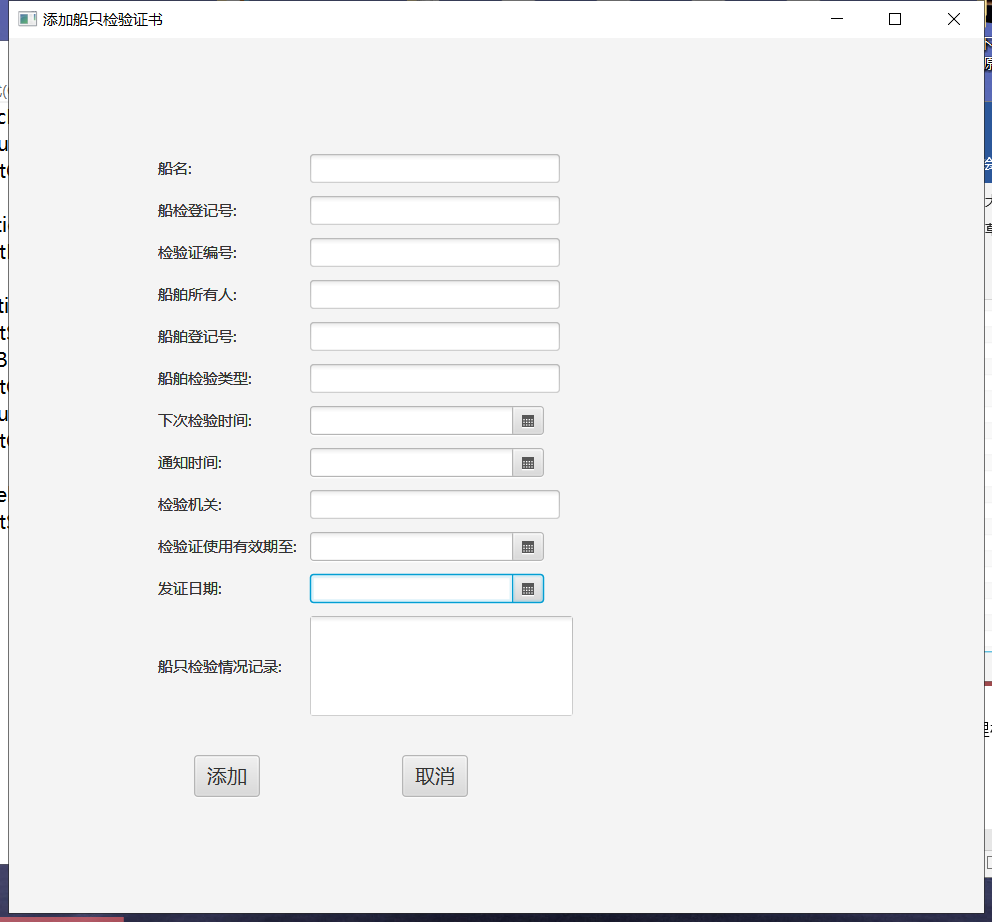 添加船只检验证书
船名:
船检登记号:
检验证编号:
船舶所有人:
船舶登记号:
船舶检验类型:
下次检验时间:
通知时间:
检验机关:
检验证使用有效期至:
发证日期:
船只检验情况记录:
添加
取消